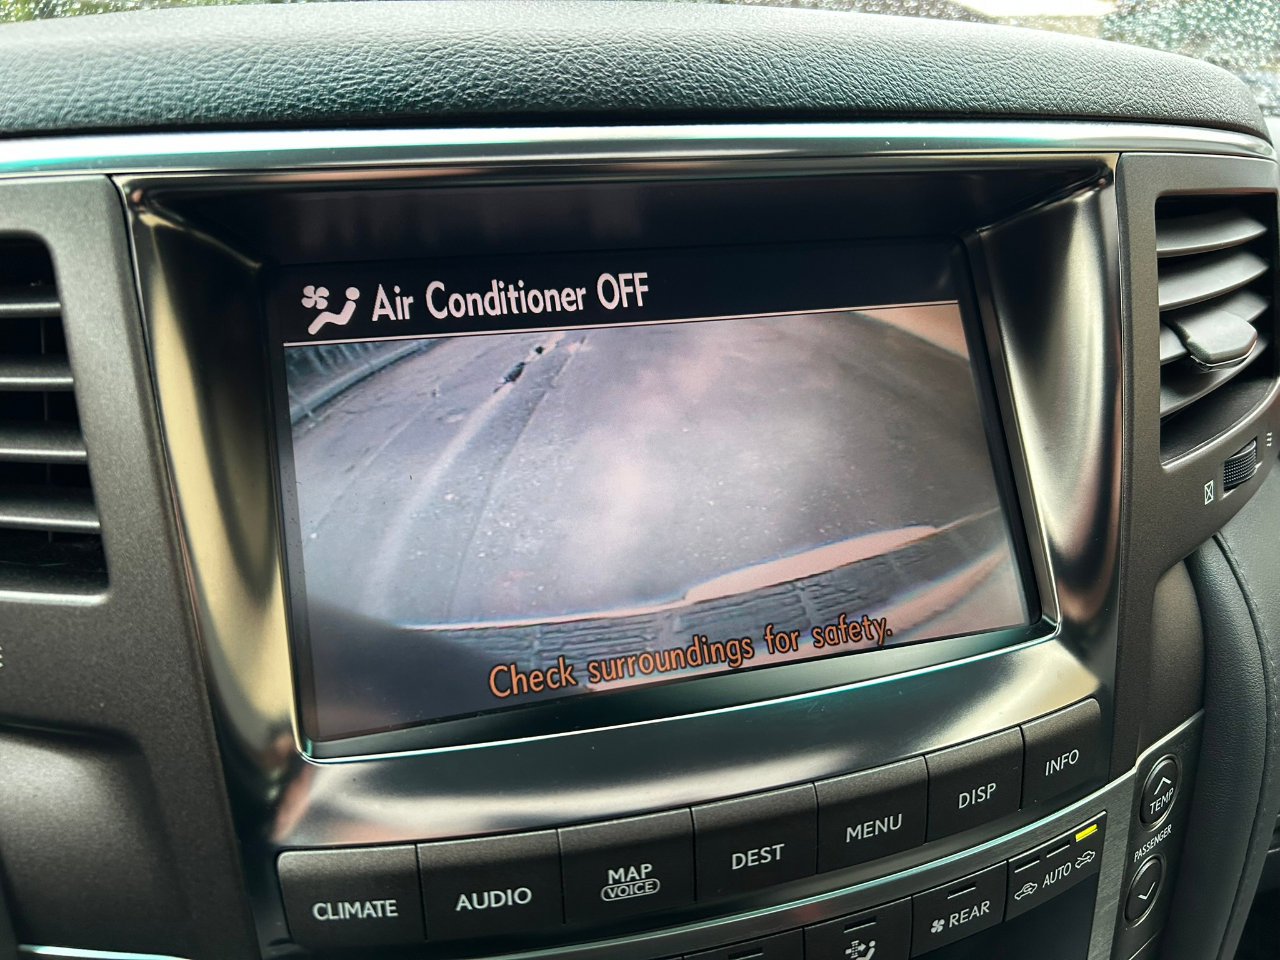 Air Conditioner OFF
Check surroundings for safety.
CLIMATE
AUDIO
MAP
VOICE
DEST
MENU
DISP
INFO
REAR
AUTO
TEMP
PASSENGER